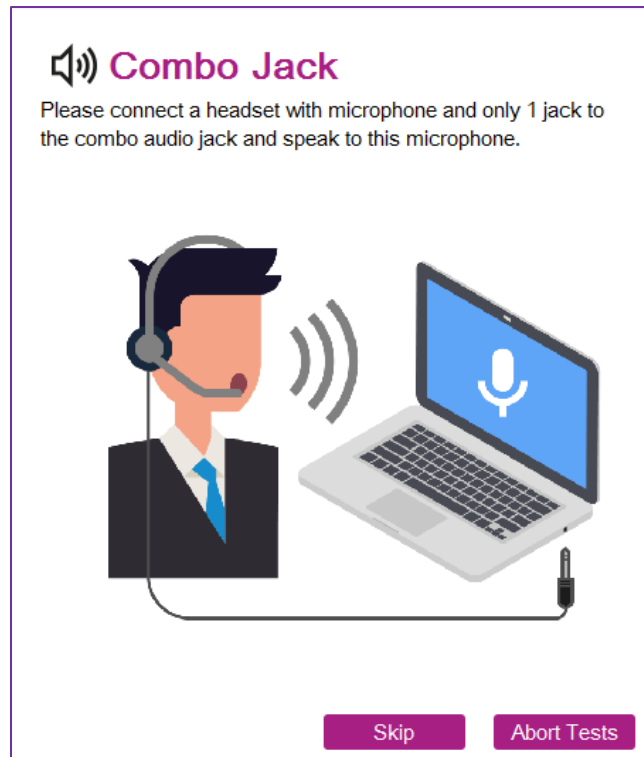 Combo Jack
Please connect a headset with microphone and only 1 jack to
the combo audio jack and speak to this microphone.
Skip
Abort Tests